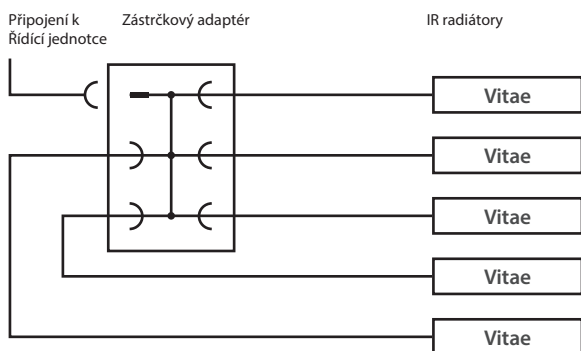 Připojení k
Řídící jednotce
Zástrčkový adaptér
IR radiátory
Vitae
Vitae
Vitae
Vitae
Vitae